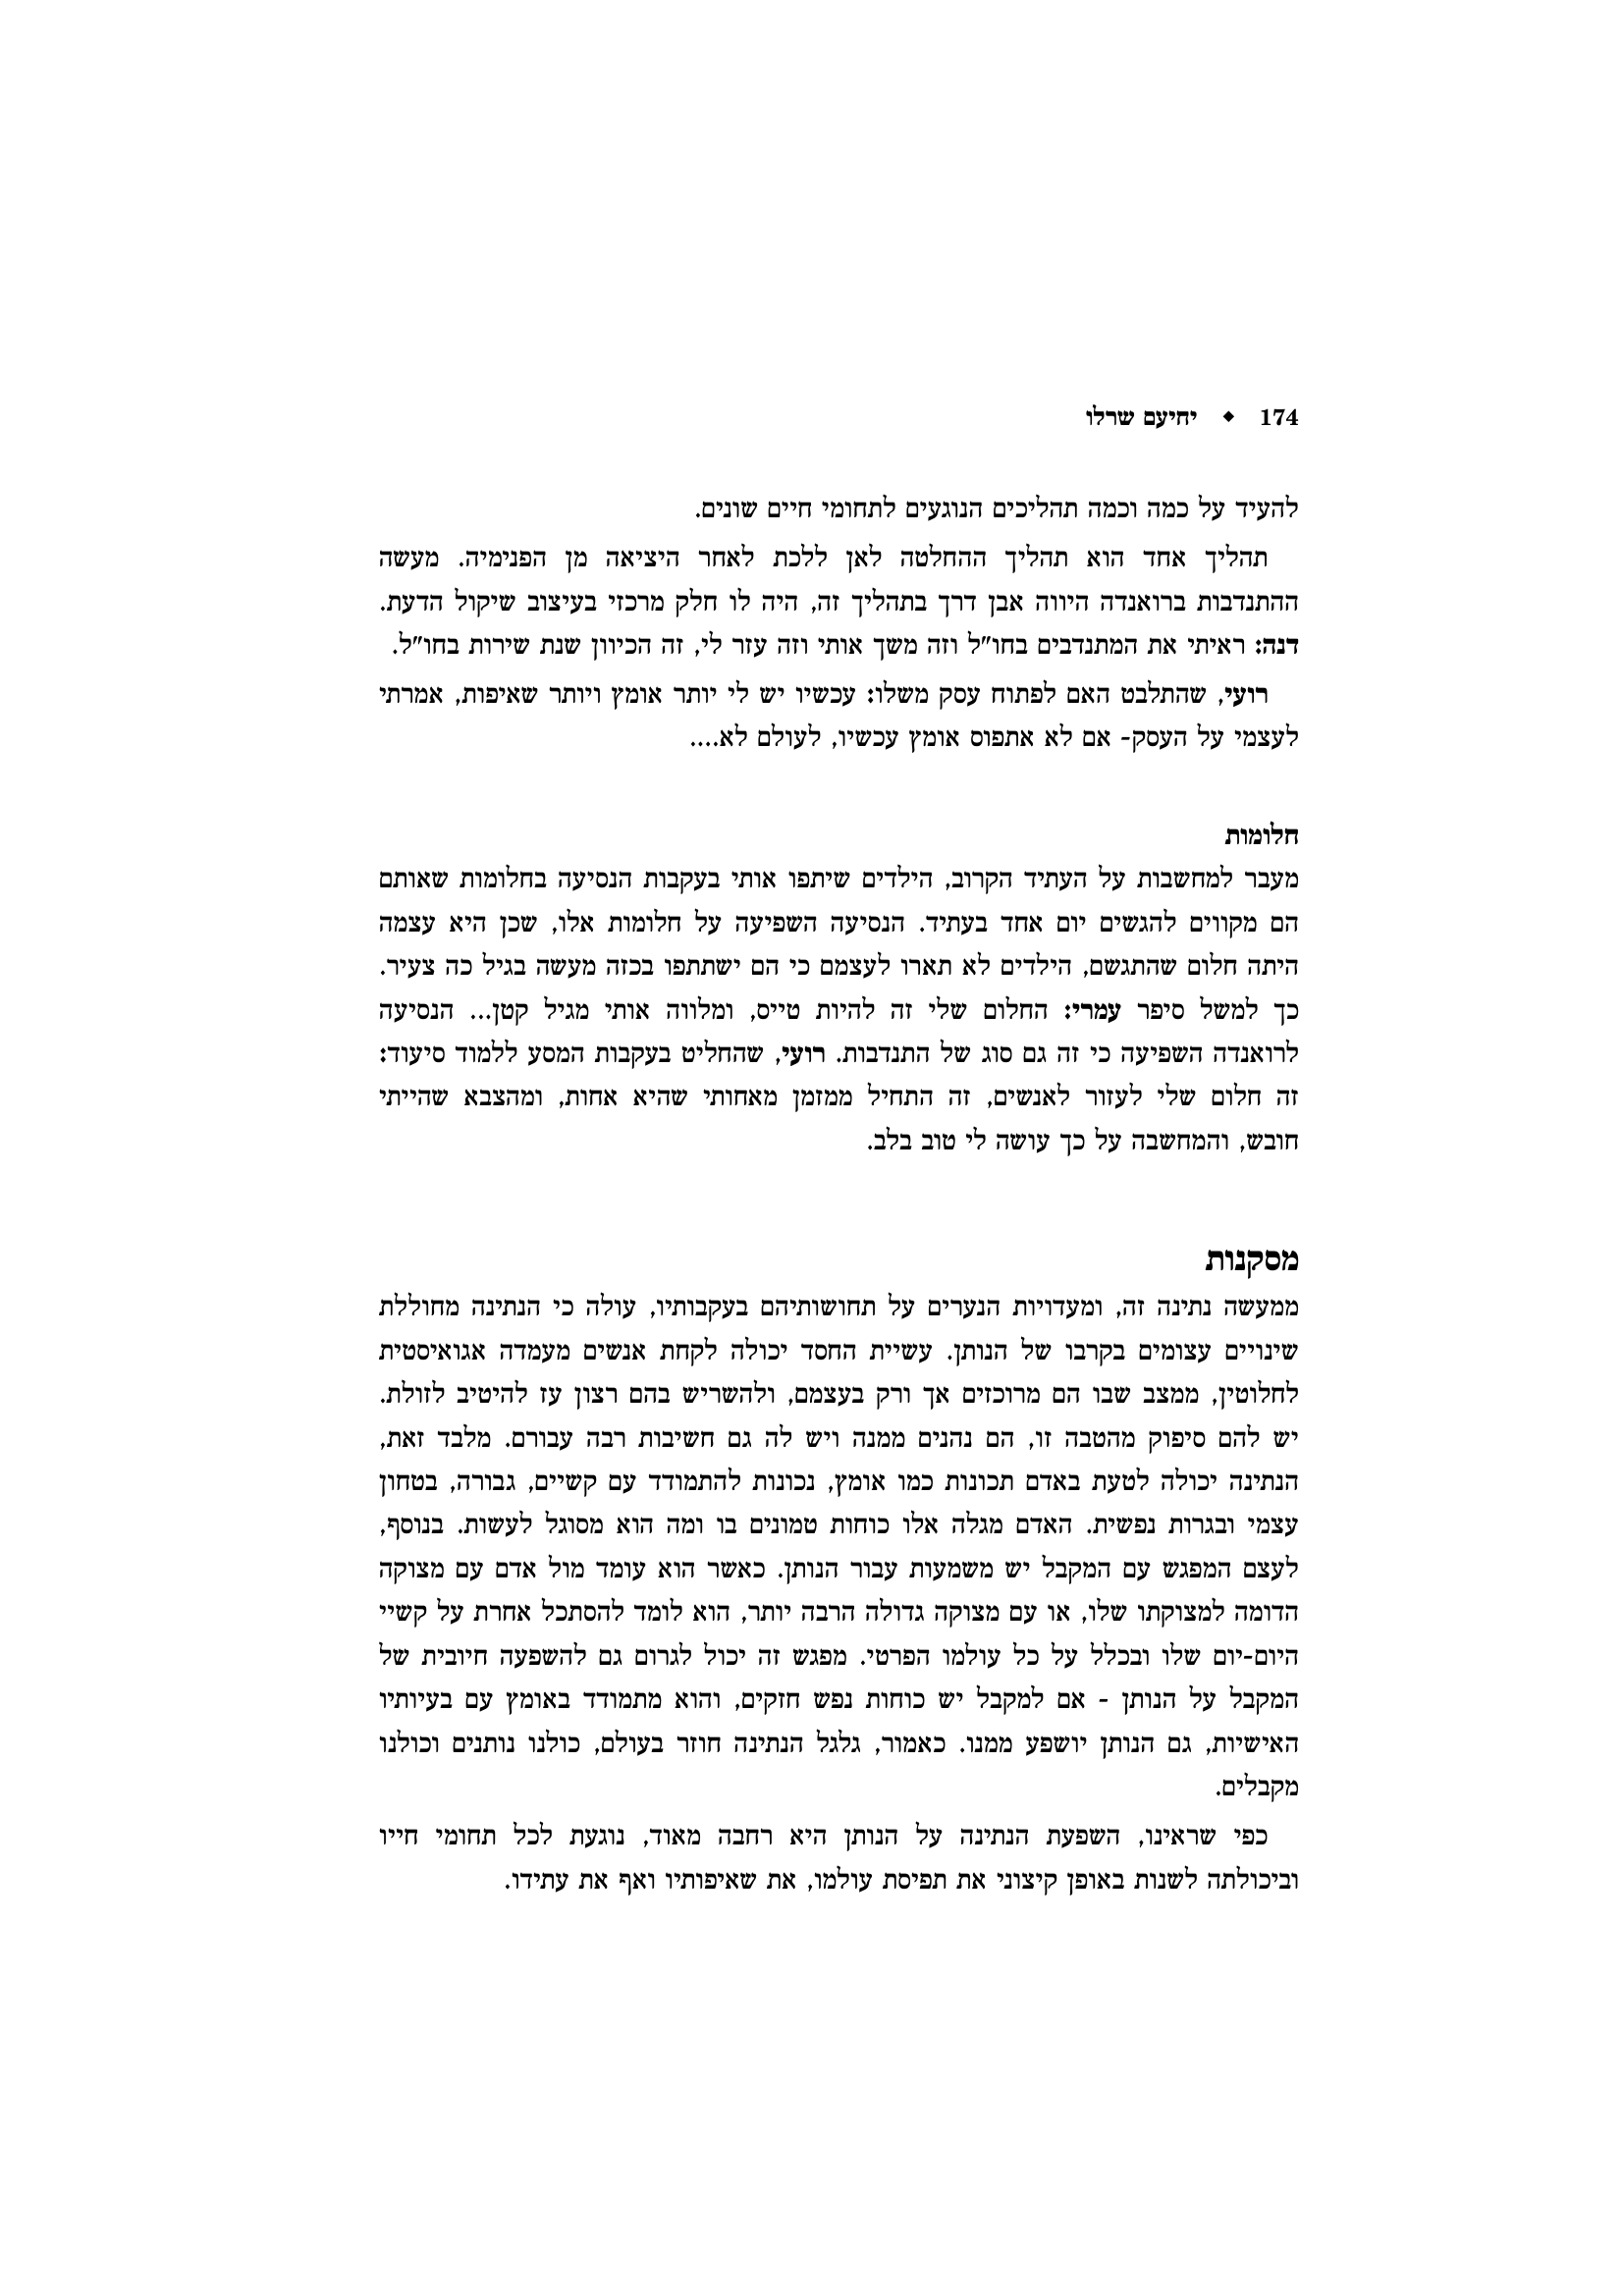 174 ◆ יחיעם שרלו
להעיד על כמה וכמה תהליכים הנוגעים לתחומי חיים שונים.
תהליך אחד הוא תהליך ההחלטה לאן ללכת לאחר היציאה מן הפנימיה. מעשה
ההתנדבות ברואנדה היווה אבן דרך בתהליך זה, היה לו חלק מרכזי בעיצוב שיקול הדעת.
דנה: ראיתי את המתנדבים בחו"ל וזה משך אותי וזה עזר לי, זה הכיוון שנת שירות בחו"ל.
רועי, שהתלבט האם לפתוח עסק משלו: עכשיו יש לי יותר אומץ ויותר שאיפות, אמרתי
לעצמי על העסק- אם לא אתפוס אומץ עכשיו, לעולם לא....
חלומות
מעבר למחשבות על העתיד הקרוב, הילדים שיתפו אותי בעקבות הנסיעה בחלומות שאותם
הם מקווים להגשים יום אחד בעתיד. הנסיעה השפיעה על חלומות אלו, שכן היא עצמה
היתה חלום שהתגשם, הילדים לא תארו לעצמם כי הם ישתתפו בכזה מעשה בגיל כה צעיר.
כך למשל סיפר עמרי: החלום שלי זה להיות טייס, ומלווה אותי מגיל קטן... הנסיעה
לרואנדה השפיעה כי זה גם סוג של התנדבות. רועי, שהחליט בעקבות המסע ללמוד סיעוד:
זה חלום שלי לעזור לאנשים, זה התחיל ממזמן מאחותי שהיא אחות, ומהצבא שהייתי
חובש, והמחשבה על כך עושה לי טוב בלב.
מסקנות
ממעשה נתינה זה, ומעדויות הנערים על תחושותיהם בעקבותיו, עולה כי הנתינה מחוללת
שינויים עצומים בקרבו של הנותן. עשיית החסד יכולה לקחת אנשים מעמדה אגואיסטית
לחלוטין, ממצב שבו הם מרוכזים אך ורק בעצמם, ולהשריש בהם רצון עז להיטיב לזולת.
יש להם סיפוק מהטבה זו, הם נהנים ממנה ויש לה גם חשיבות רבה עבורם. מלבד זאת,
הנתינה יכולה לטעת באדם תכונות כמו אומץ, נכונות להתמודד עם קשיים, גבורה, בטחון
עצמי ובגרות נפשית. האדם מגלה אלו כוחות טמונים בו ומה הוא מסוגל לעשות. בנוסף,
לעצם המפגש עם המקבל יש משמעות עבור הנותן. כאשר הוא עומד מול אדם עם מצוקה
הדומה למצוקתו שלו, או עם מצוקה גדולה הרבה יותר, הוא לומד להסתכל אחרת על קשיי
היום-יום שלו ובכלל על כל עולמו הפרטי. מפגש זה יכול לגרום גם להשפעה חיובית של
המקבל על הנותן - אם למקבל יש כוחות נפש חזקים, והוא מתמודד באומץ עם בעיותיו
האישיות, גם הנותן יושפע ממנו. כאמור, גלגל הנתינה חוזר בעולם, כולנו נותנים וכולנו
מקבלים.
כפי שראינו, השפעת הנתינה על הנותן היא רחבה מאוד, נוגעת לכל תחומי חייו
וביכולתה לשנות באופן קיצוני את תפיסת עולמו, את שאיפותיו ואף את עתידו.